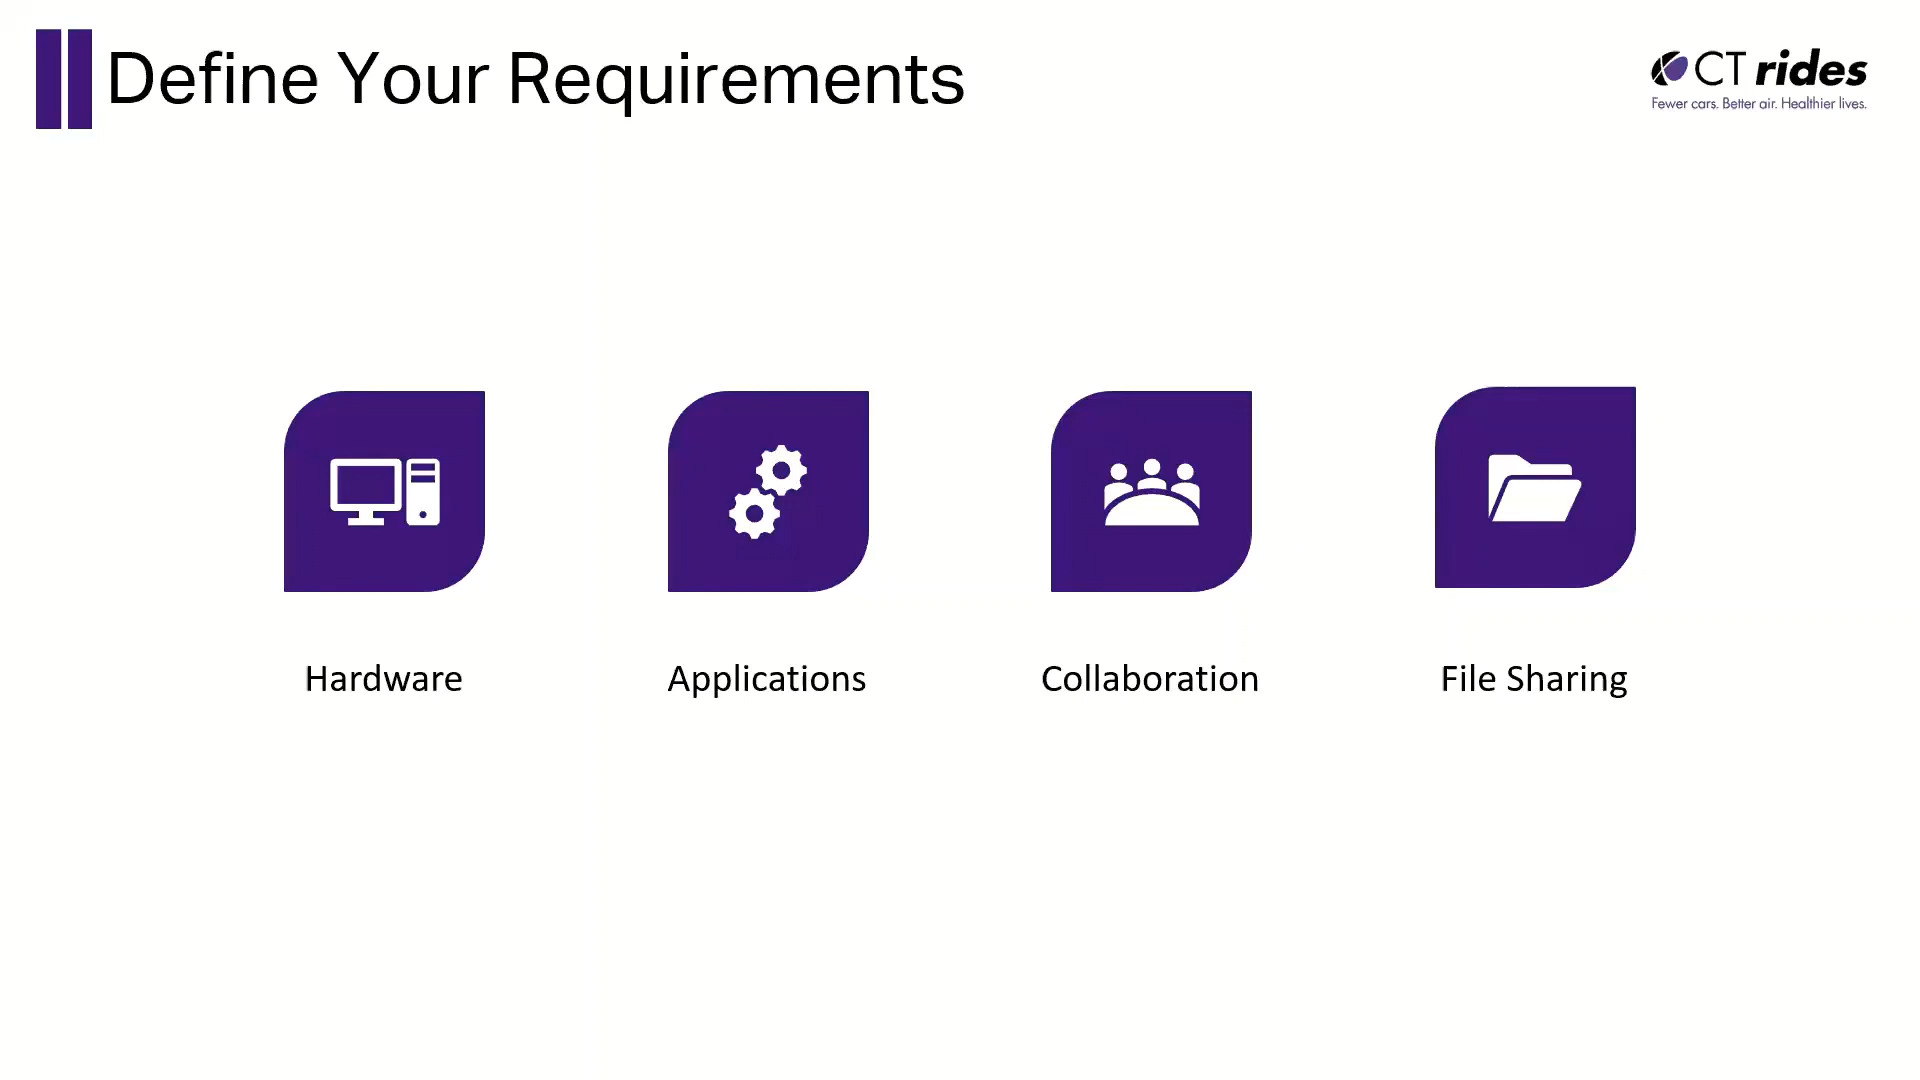 Define Your Requirements
CT rides
Fewer cars. Better air. Healthier lives.
Hardware
Applications
Collaboration
File Sharing